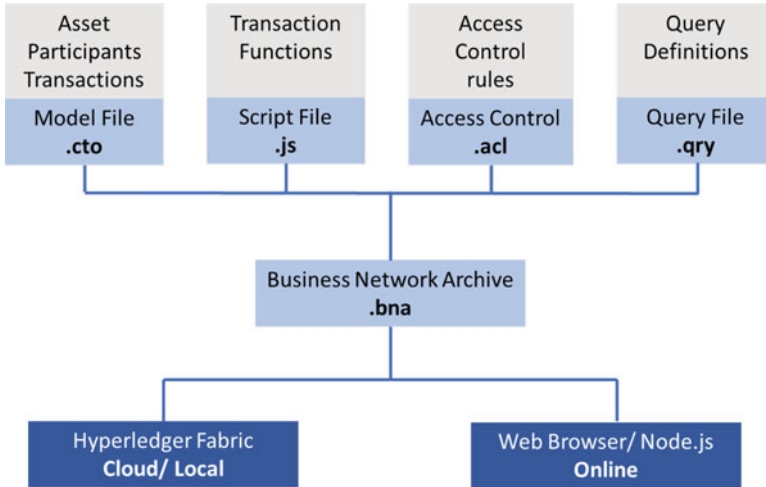 Asset
Participants
Transactions
Model File
.cto
Transaction
Functions
Script File
.js
Access
Control
rules
Access Control
.acl
Query
Definitions
Query File
.qry
Business Network Archive
.bna
Hyperledger Fabric
Cloud/ Local
Web Browser/ Node.js
Online